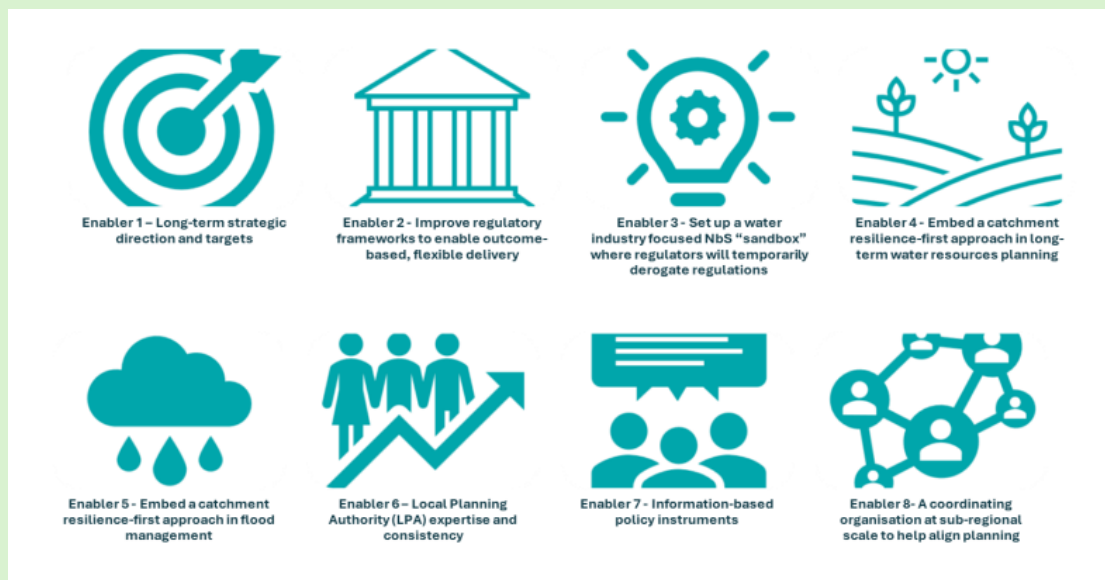 Enabler 1 – Long-term strategic
direction and targets
Enabler 2 - Improve regulatory
frameworks to enable outcome-
based, flexible delivery
Enabler 3 - Set up a water
industry focused NbS “sandbox”
where regulators will temporarily
derogate regulations
Enabler 4 - Embed a catchment
resilience-first approach in long-
term water resources planning
Enabler 5 - Embed a catchment
resilience-first approach in flood
management
Enabler 6 – Local Planning
Authority (LPA) expertise and
consistency
Enabler 7 - Information-based
policy instruments
Enabler 8- A coordinating
organisation at sub-regional
scale to help align planning